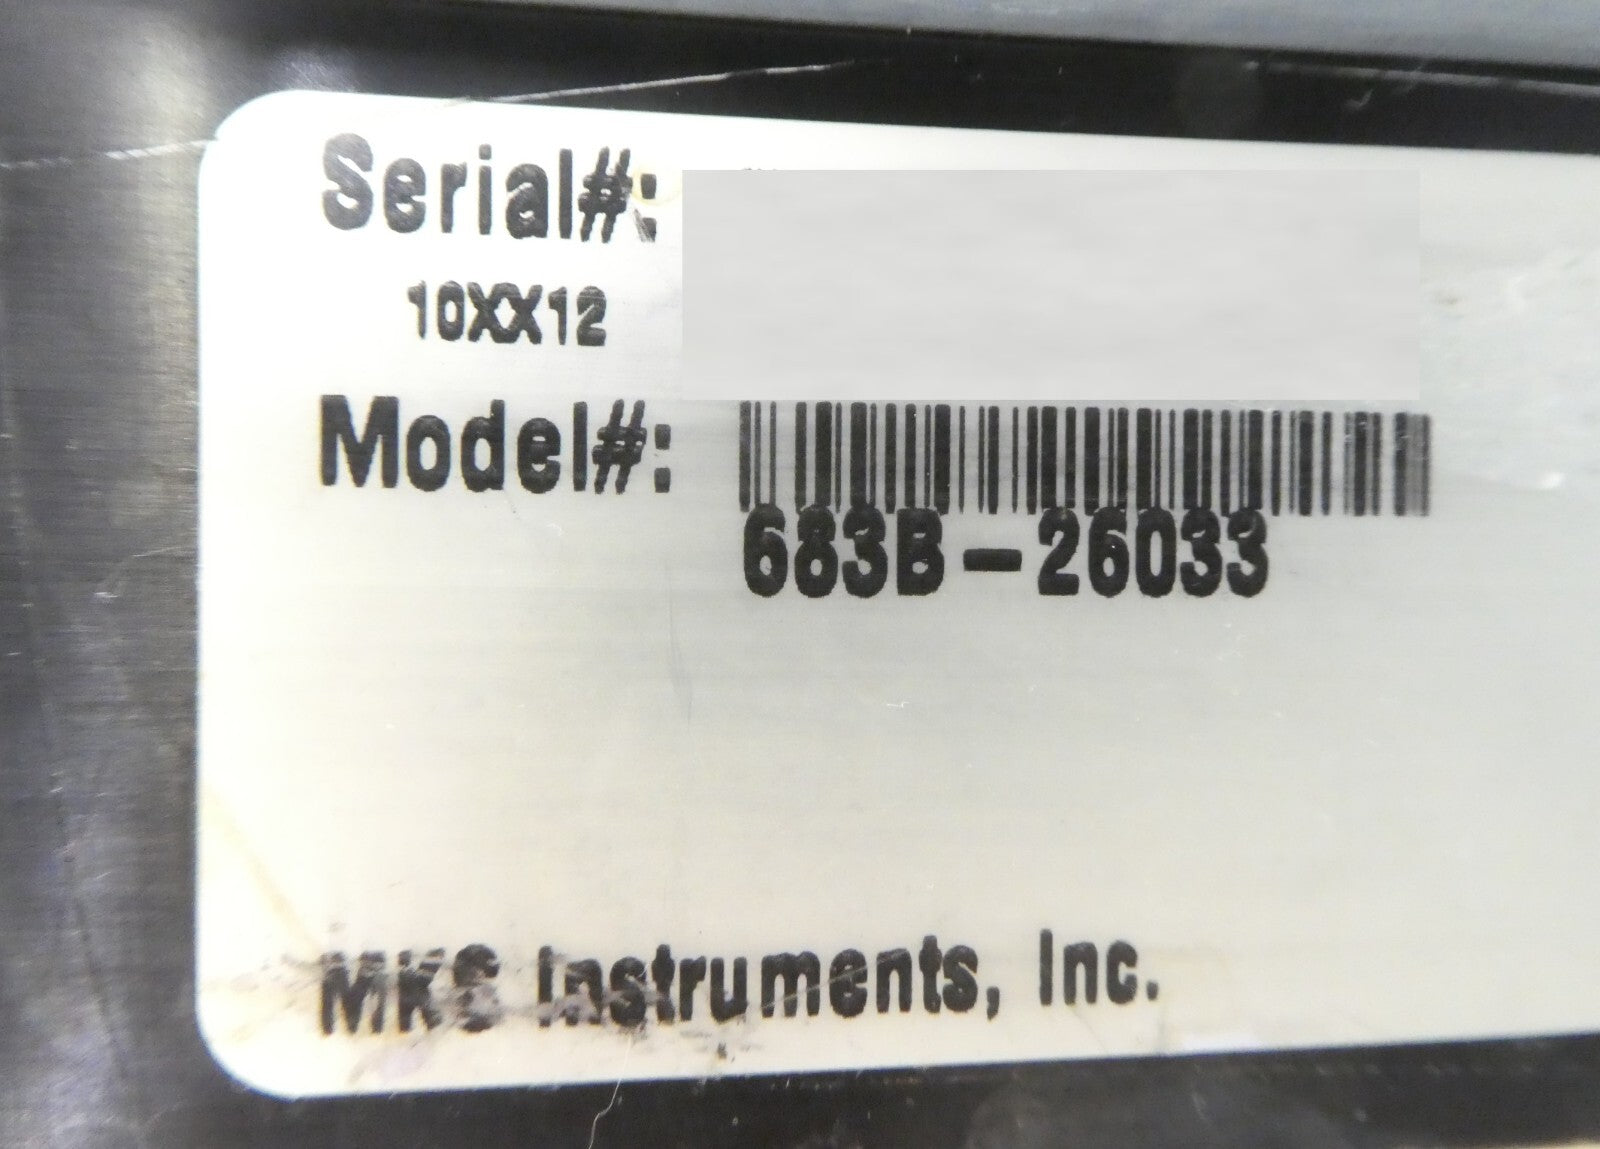 Serial#:
10XX12
Model#:
683B-26033
MKS Instruments, Inc.